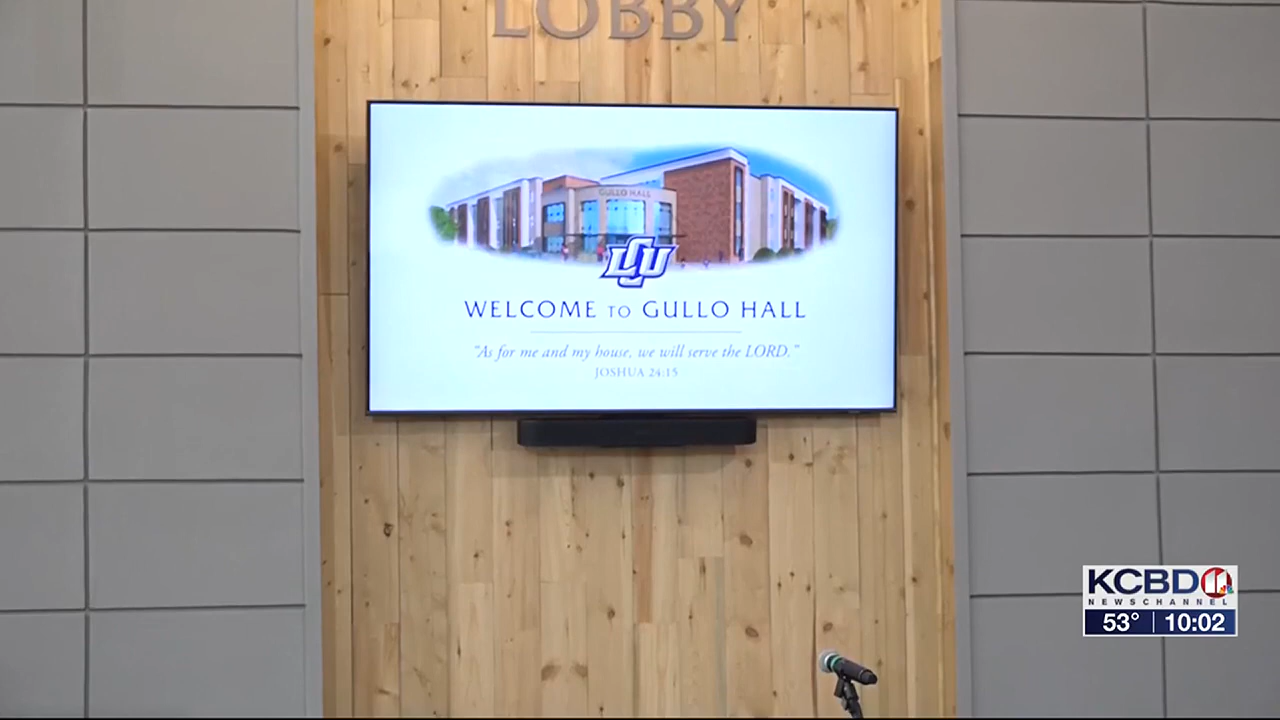 LOBBY
GULLO HALL
LCU
WELCOME TO GULLO HALL
"As for me and my house, we will serve the LORD."
JOSHUA 24:15
KCBD 11
NEWSCHANNEL
53° 10:02